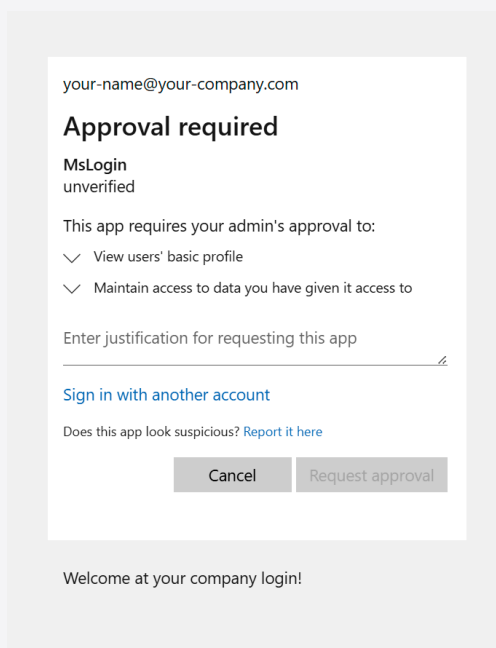 your-name@your-company.com
Approval required
MsLogin
unverified
This app requires your admin's approval to:
View users' basic profile
Maintain access to data you have given it access to
Enter justification for requesting this app
Sign in with another account
Does this app look suspicious? Report it here
Cancel
Request approval
Welcome at your company login!